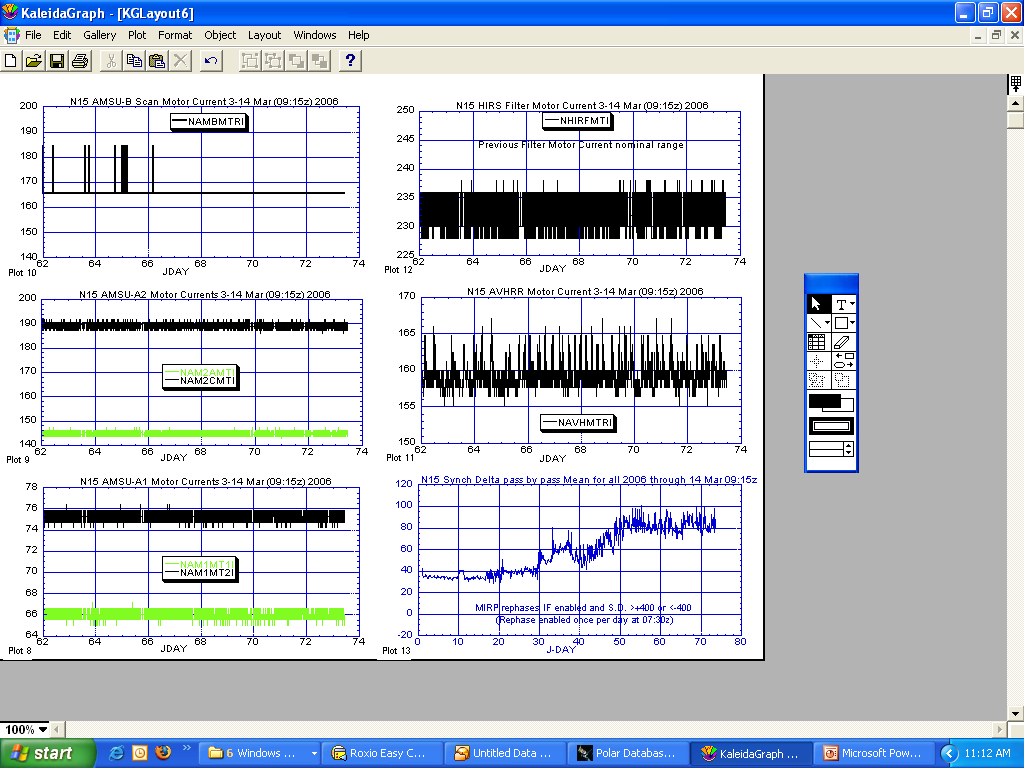 KaleidaGraph - [KGLayout6]
File Edit Gallery Plot Format Object Layout Windows Help
N15 AMSU-B Scan Motor Current 3-14 Mar (09:15z) 2006
NAMBMTRI
200
190
180
170
160
150
140
62 64 66 68 70 72 74
JDAY
Plot 10
N15 HIRS Filter Motor Current 3-14 Mar (09:15z) 2006
NHIRFMTI
Previous Filter Motor Current nominal range
250
245
240
235
230
225
62 64 66 68 70 72 74
JDAY
Plot 12
N15 AMSU-A2 Motor Currents 3-14 Mar (09:15z) 2006
200
190
180
170
160
150
140
NAM2AMTI
NAM2CMTI
62 64 66 68 70 72 74
JDAY
Plot 9
N15 AVHRR Motor Current 3-14 Mar (09:15z) 2006
170
165
160
155
150
NAVHMTRI
62 64 66 68 70 72 74
JDAY
Plot 11
N15 AMSU-A1 Motor Currents 3-14 Mar (09:15z) 2006
78
76
74
72
70
68
66
64
NAM1MT1I
NAM1MT2I
62 64 66 68 70 72 74
JDAY
Plot 8
N15 Synch Delta pass by pass Mean for all 2006 through 14 Mar 09:15z
120
100
80
60
40
20
0
-20
MIRP rephases IF enabled and S.D. >+400 or <-400
(Rephase enabled once per day at 07:30z)
0 10 20 30 40 50 60 70 80
J-DAY
Plot 13
T
100%
start
6 Windows ...
Roxio Easy C...
Untitled Data ...
Polar Databas...
KaleidaGraph ...
Microsoft Pow...
11:12 AM